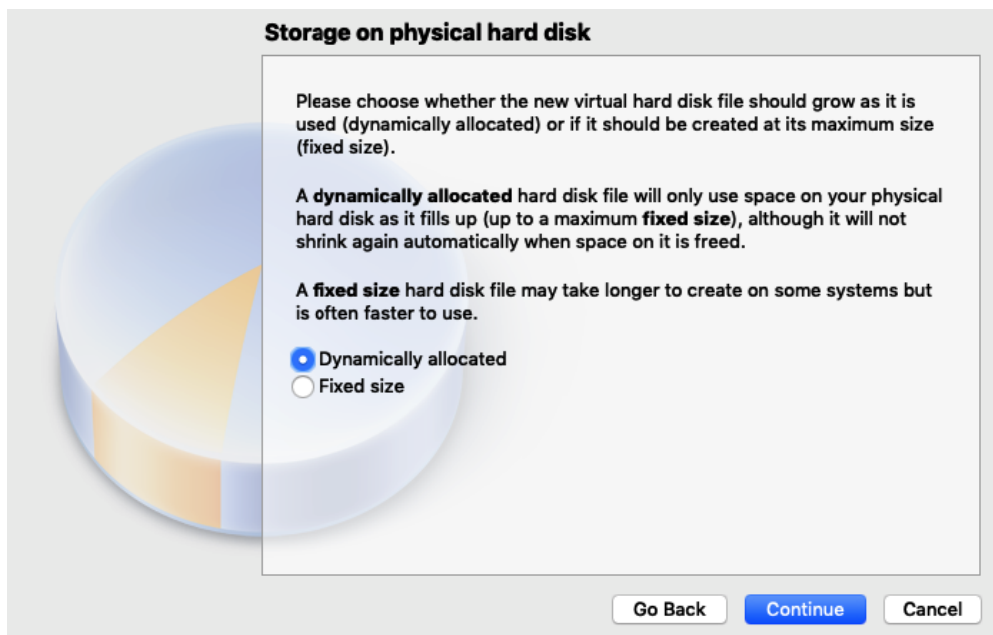 Storage on physical hard disk
Please choose whether the new virtual hard disk file should grow as it is
used (dynamically allocated) or if it should be created at its maximum size
(fixed size).
A dynamically allocated hard disk file will only use space on your physical
hard disk as it fills up (up to a maximum fixed size), although it will not
shrink again automatically when space on it is freed.
A fixed size hard disk file may take longer to create on some systems but
is often faster to use.
Dynamically allocated
Fixed size
Go Back Continue Cancel